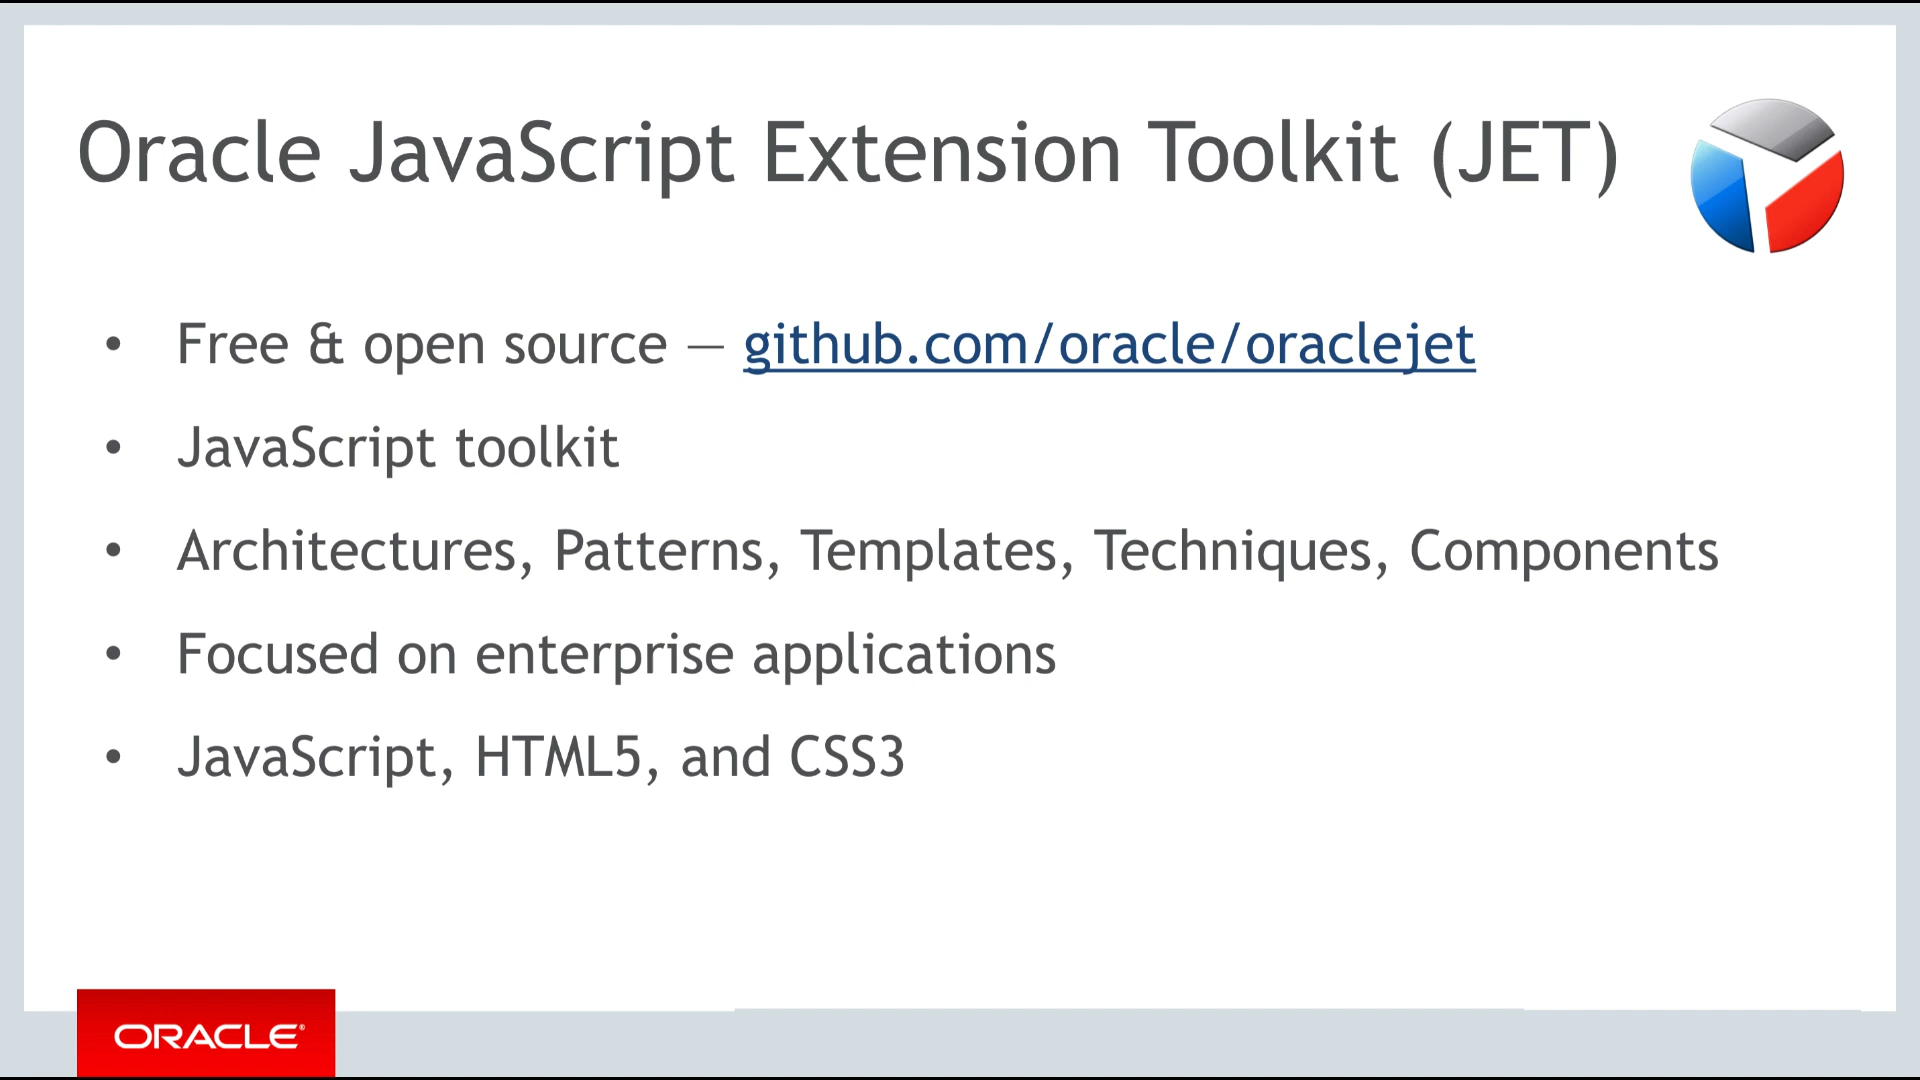 Oracle JavaScript Extension Toolkit (JET)
• Free & open source — github.com/oracle/oraclejet
• JavaScript toolkit
• Architectures, Patterns, Templates, Techniques, Components
• Focused on enterprise applications
• JavaScript, HTML5, and CSS3
ORACLE®